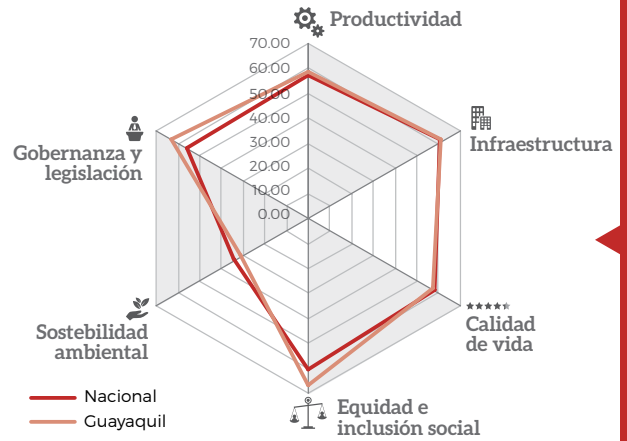 Productividad
70.00
60.00
50.00
40.00
30.00
20.00
10.00
0.00
Infraestructura
Gobernanza y
legislación
Sostebilidad
ambiental
Calidad
de vida
Equidad e
inclusión social
Nacional
Guayaquil